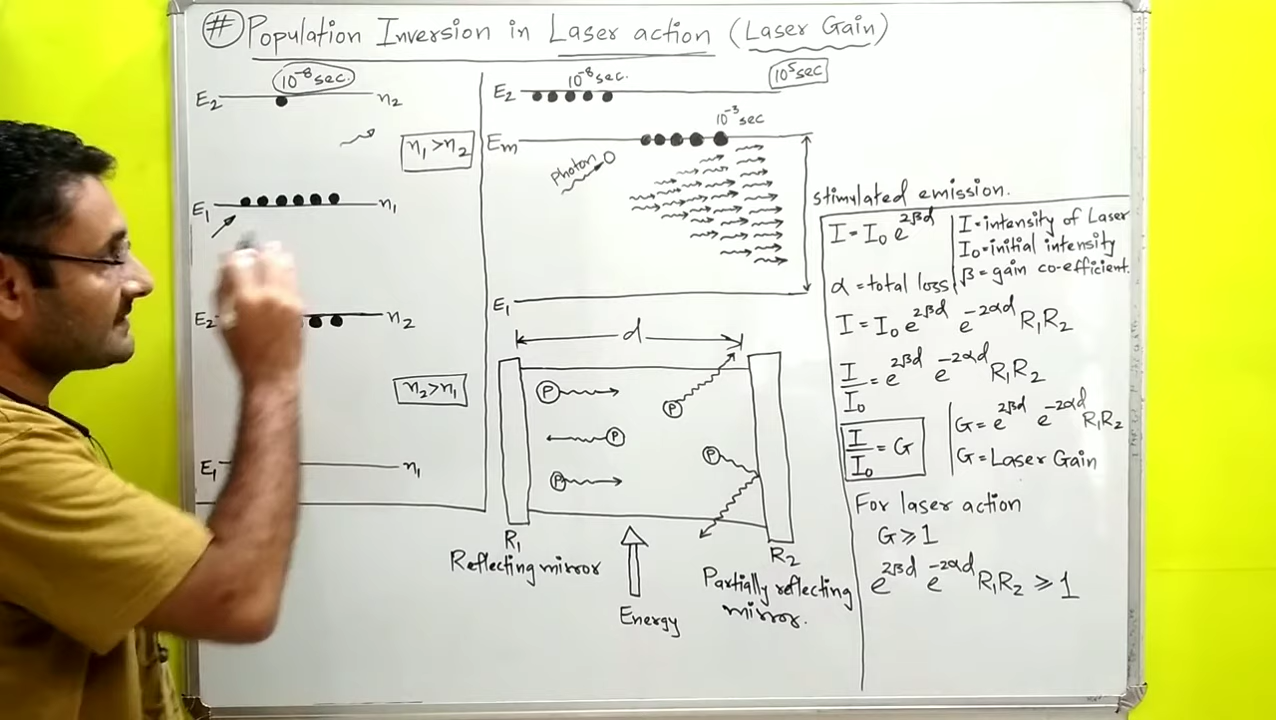 # Population Inversion in Laser action (Laser Gain)
10⁻⁸ sec.
E₂ n₂
n₁ > n₂
E₁ n₁
E₂ n₂
n₂ > n₁
E₁ n₁
10⁻⁸ sec.
10⁵ sec
E₂
10⁻³ sec
Em
Photon
E₁
stimulated emission.
d
P
P
P
P
P
R₁
Reflecting mirror
Energy
R₂
Partially reflecting
mirror.
I = I₀ e^2βd
I = intensity of Laser
I₀ = initial intensity
β = gain co-efficient.
α = total loss
I = I₀ e^2βd e^-2αd R₁R₂
I/I₀ = e^2βd e^-2αd R₁R₂
I/I₀ = G
G = e^2βd e^-2αd R₁R₂
G = Laser Gain
For laser action
G ⩾ 1
e^2βd e^-2αd R₁R₂ ⩾ 1